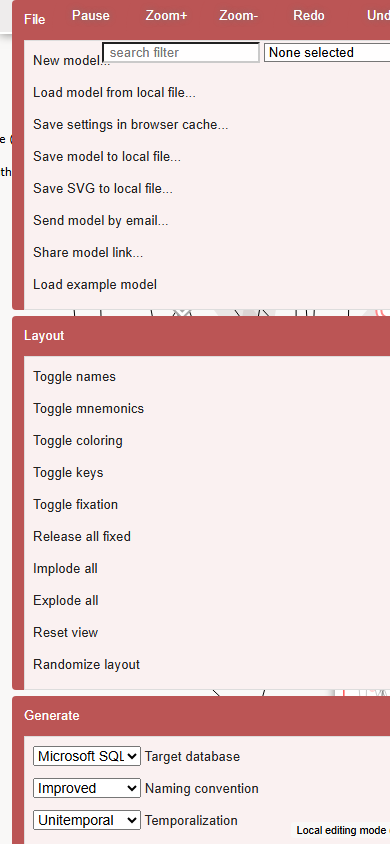 File Pause Zoom+ Zoom- Redo Und
New model... search filter None selected
Load model from local file...
Save settings in browser cache...
Save model to local file...
Save SVG to local file...
Send model by email...
Share model link...
Load example model
Layout
Toggle names
Toggle mnemonics
Toggle coloring
Toggle keys
Toggle fixation
Release all fixed
Implode all
Explode all
Reset view
Randomize layout
Generate
Microsoft SQL Target database
Improved Naming convention
Unitemporal Temporalization
Local editing mode